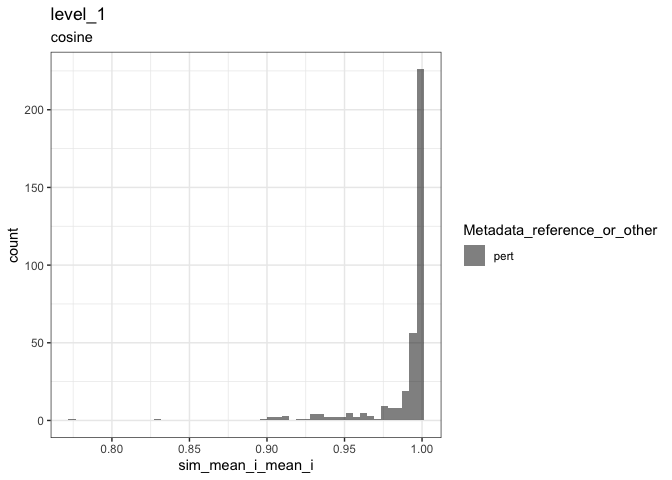 level_1
cosine
200
150
100
50
0
count
0.80
0.85
0.90
0.95
1.00
sim_mean_i_mean_i
Metadata_reference_or_other
pert